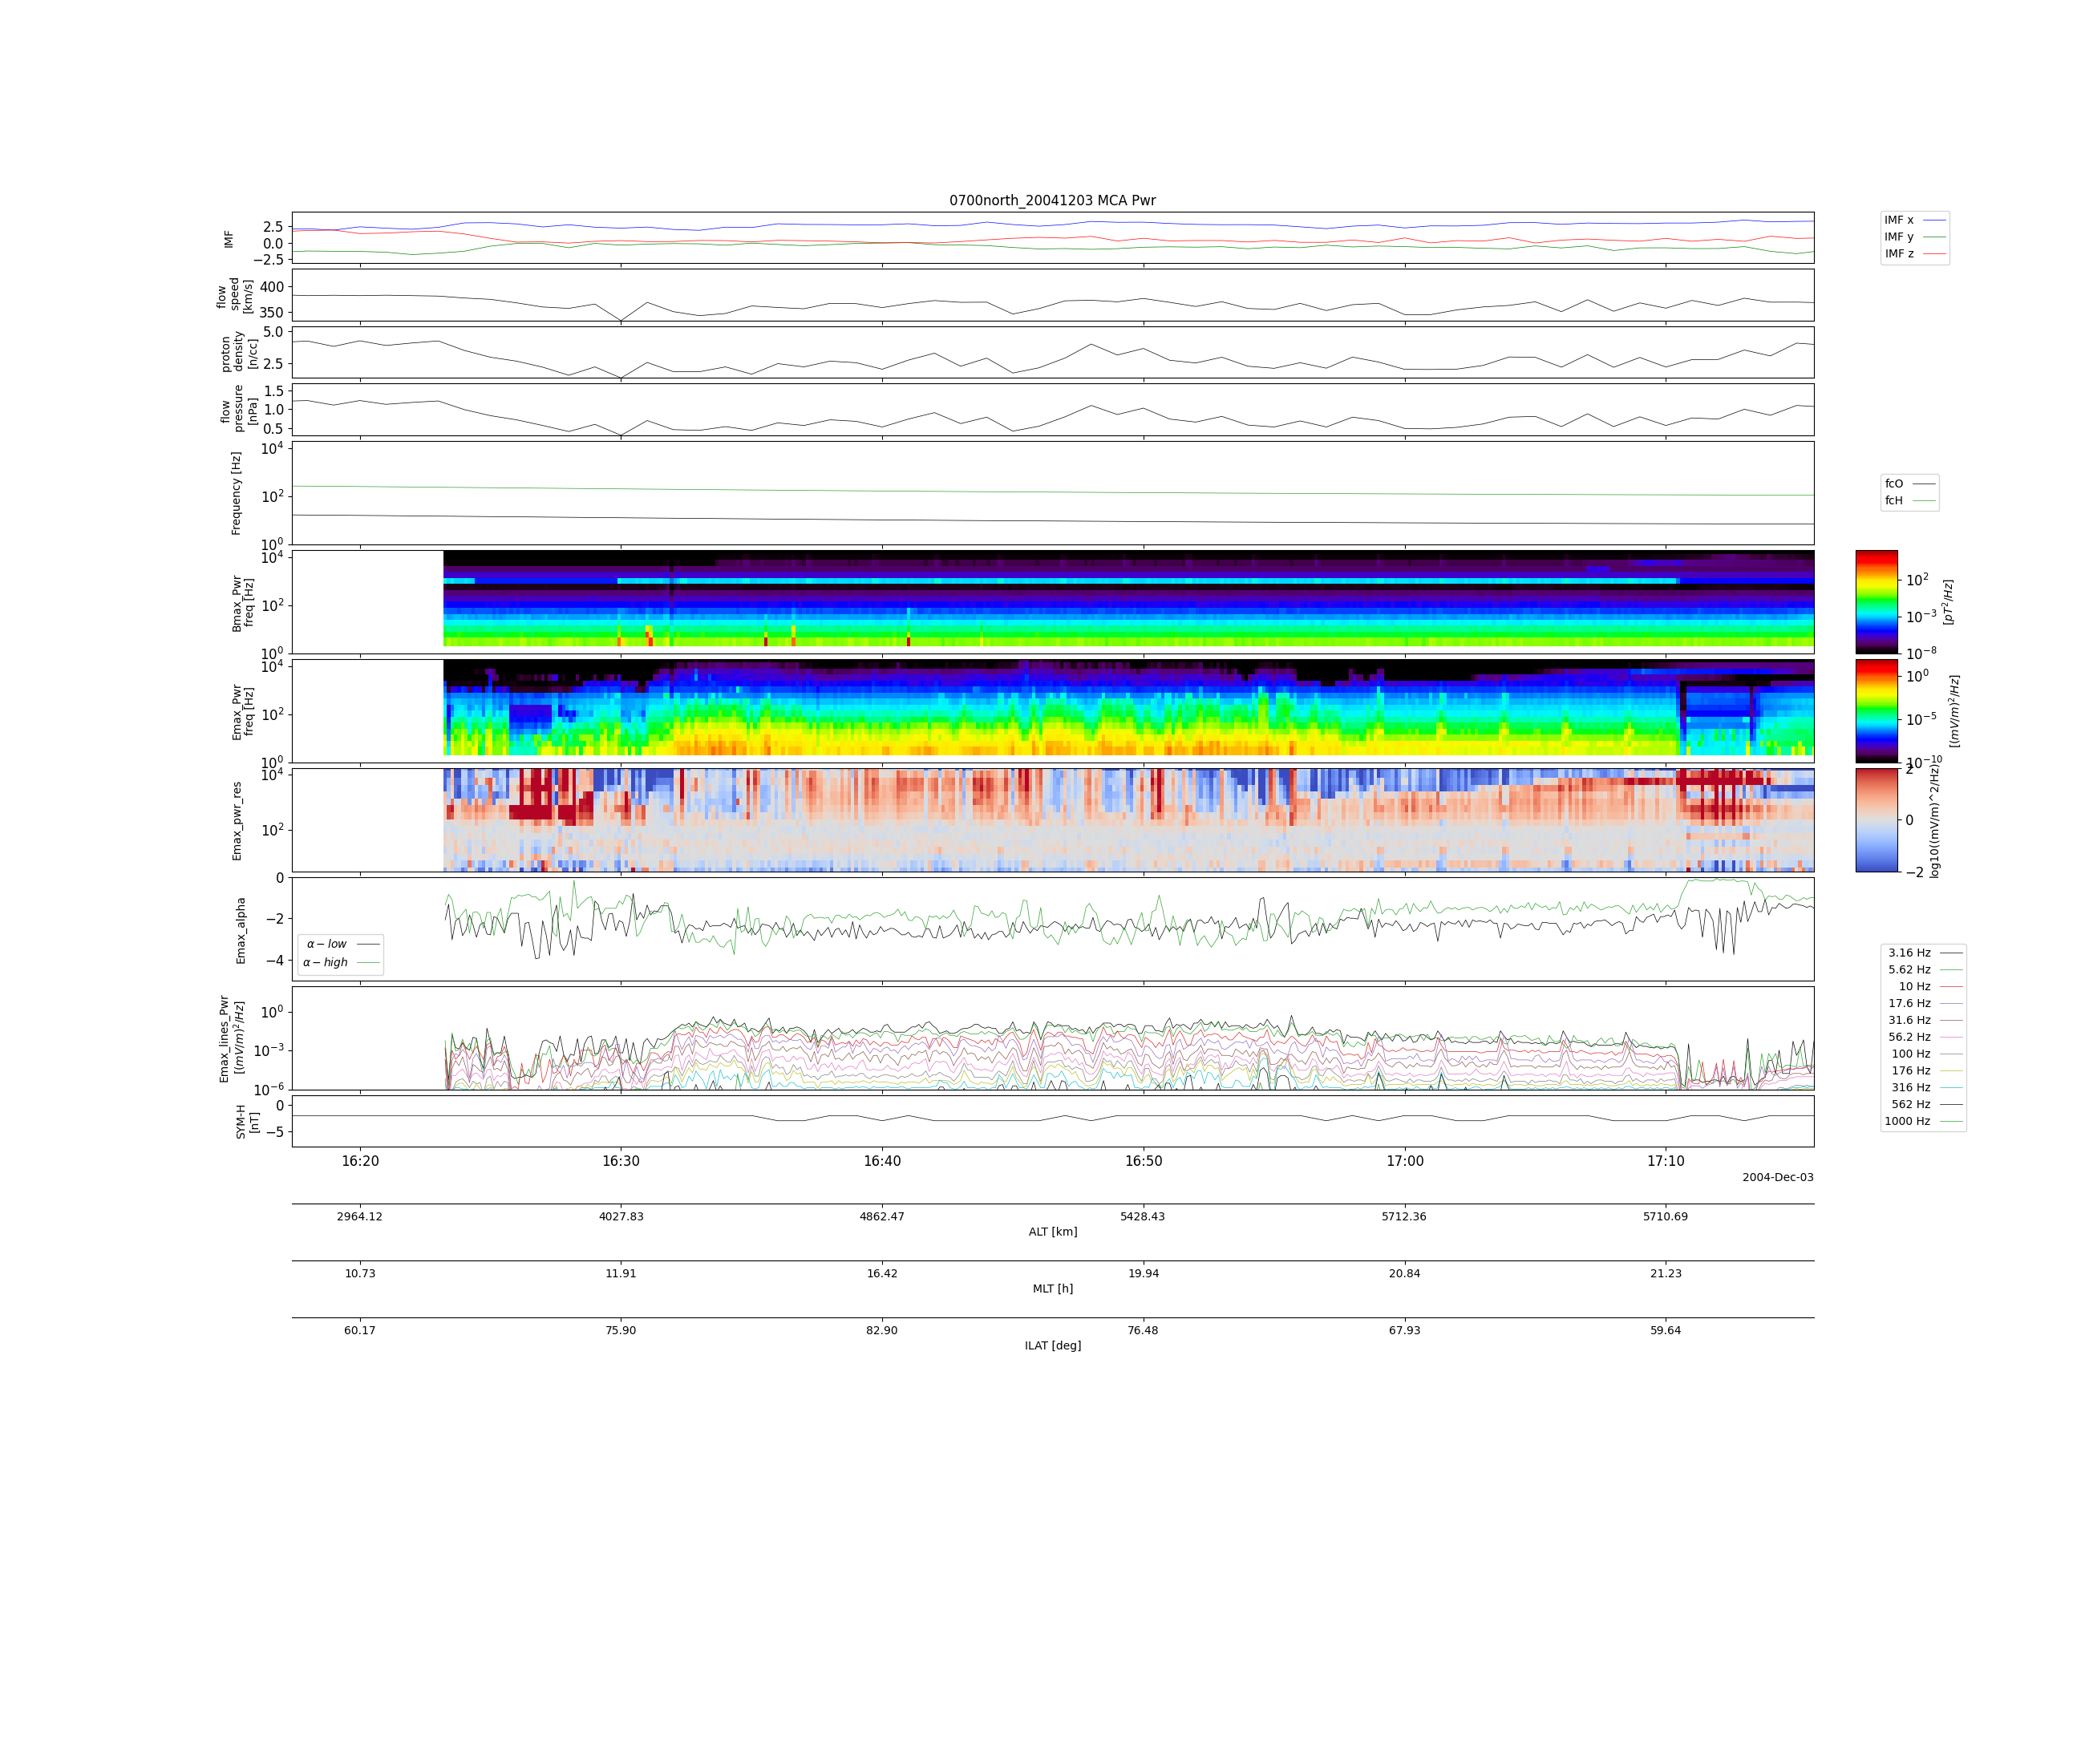 0700north_20041203 MCA Pwr
IMF
2.5
0.0
−2.5
IMF x
IMF y
IMF z
flow
speed
[km/s]
400
350
proton
density
[n/cc]
5.0
2.5
flow
pressure
[mPa]
1.5
1.0
0.5
Frequency [Hz]
10^4
10^2
10^0
fcO
fcH
Bmax_Pwr
freq [Hz]
10^4
10^2
10^0
10^2
10^-3
10^-8
[pT^2/Hz]
Emax_Pwr
freq [Hz]
10^4
10^2
10^0
10^0
10^-5
10^-10
[(mV/m)^2/Hz]
Emax_pwr_res
10^4
10^2
2
0
−2
log10((mV/m)^2/Hz)
Emax_alpha
0
−2
−4
α − low
α − high
Emax_lines_Pwr
[(mV/m)^2/Hz]
10^0
10^-3
10^-6
3.16 Hz
5.62 Hz
10 Hz
17.6 Hz
31.6 Hz
56.2 Hz
100 Hz
176 Hz
316 Hz
562 Hz
1000 Hz
SYM-H
[nT]
0
−5
16:20 16:30 16:40 16:50 17:00 17:10
2004-Dec-03
2964.12 4027.83 4862.47 5428.43 5712.36 5710.69
ALT [km]
10.73 11.91 16.42 19.94 20.84 21.23
MLT [h]
60.17 75.90 82.90 76.48 67.93 59.64
ILAT [deg]